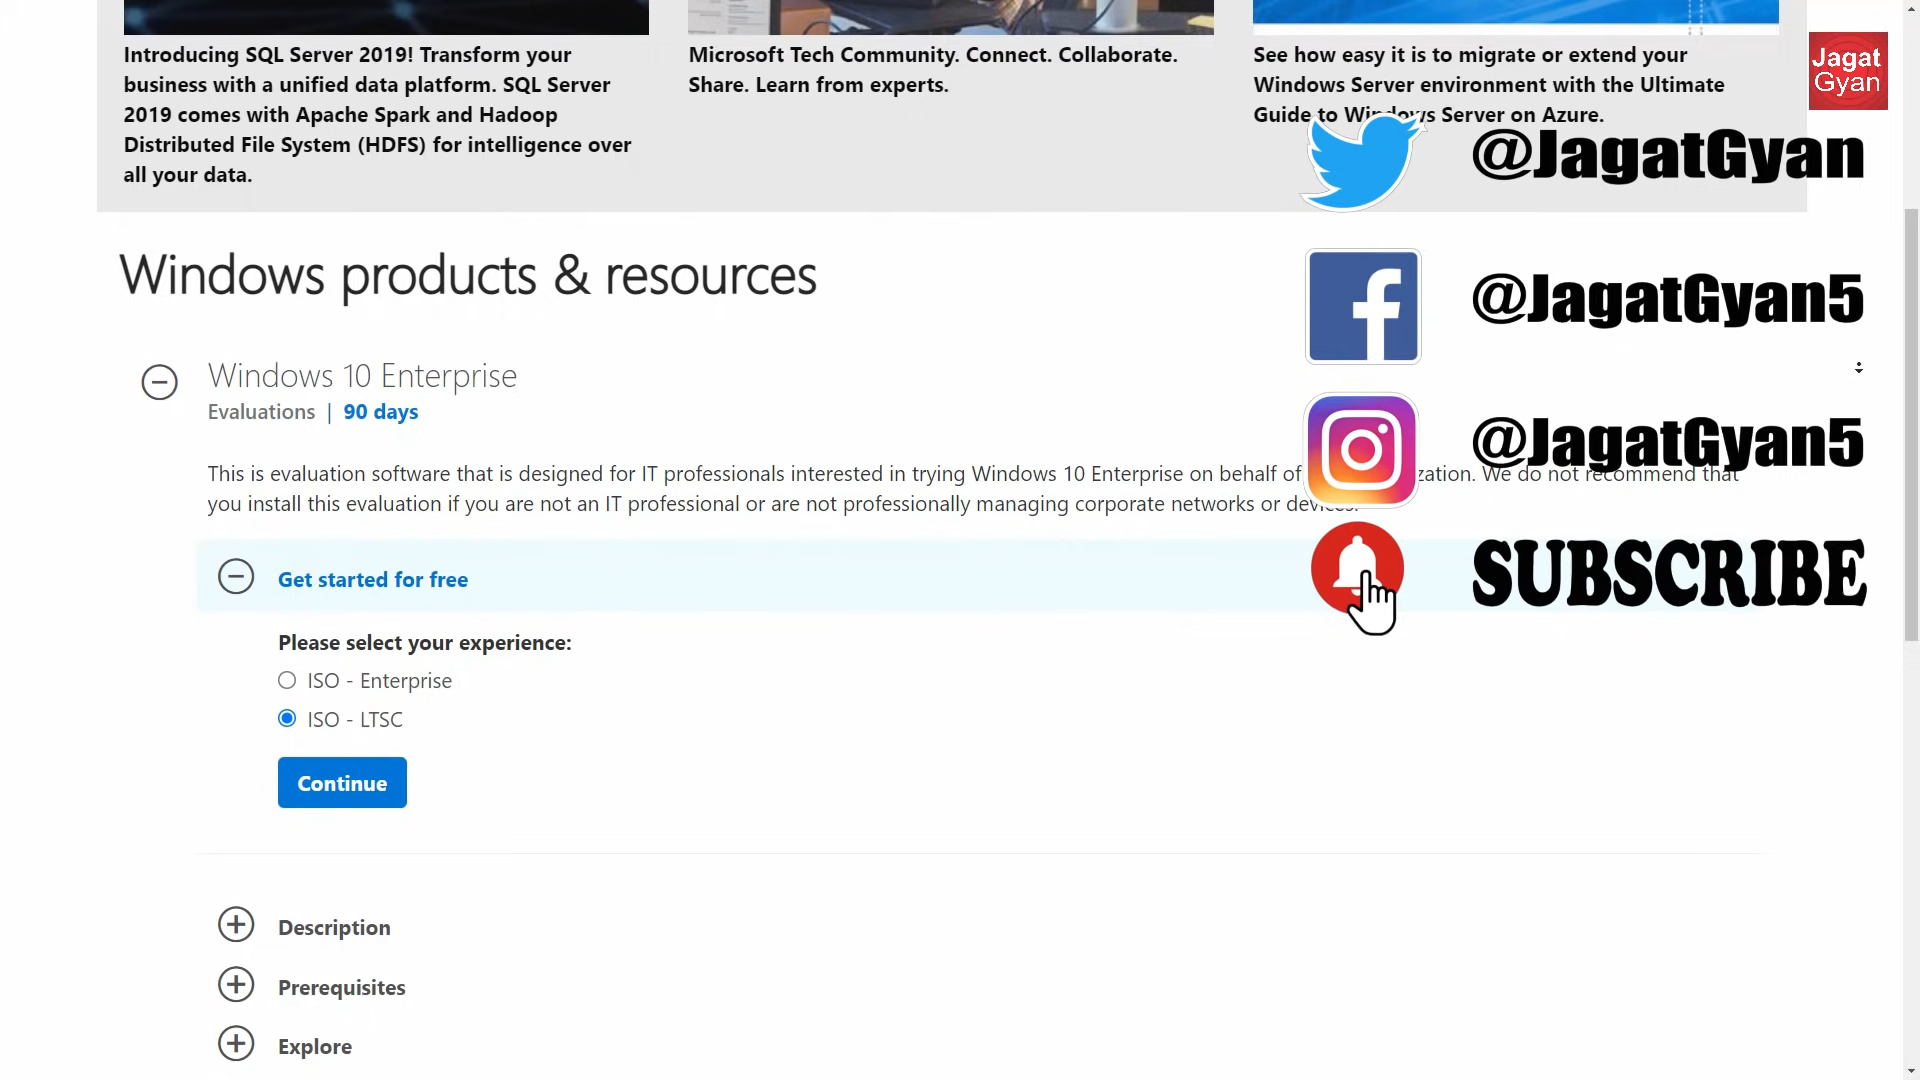 Introducing SQL Server 2019! Transform your
business with a unified data platform. SQL Server
2019 comes with Apache Spark and Hadoop
Distributed File System (HDFS) for intelligence over
all your data.
Microsoft Tech Community. Connect. Collaborate.
Share. Learn from experts.
See how easy it is to migrate or extend your
Windows Server environment with the Ultimate
Guide to Windows Server on Azure.
Jagat
Gyan
@JagatGyan
@JagatGyan5
@JagatGyan5
SUBSCRIBE
Windows products & resources
Windows 10 Enterprise
Evaluations | 90 days
This is evaluation software that is designed for IT professionals interested in trying Windows 10 Enterprise on behalf of zation. We do not recommend that
you install this evaluation if you are not an IT professional or are not professionally managing corporate networks or devices.
Get started for free
Please select your experience:
ISO - Enterprise
ISO - LTSC
Continue
Description
Prerequisites
Explore